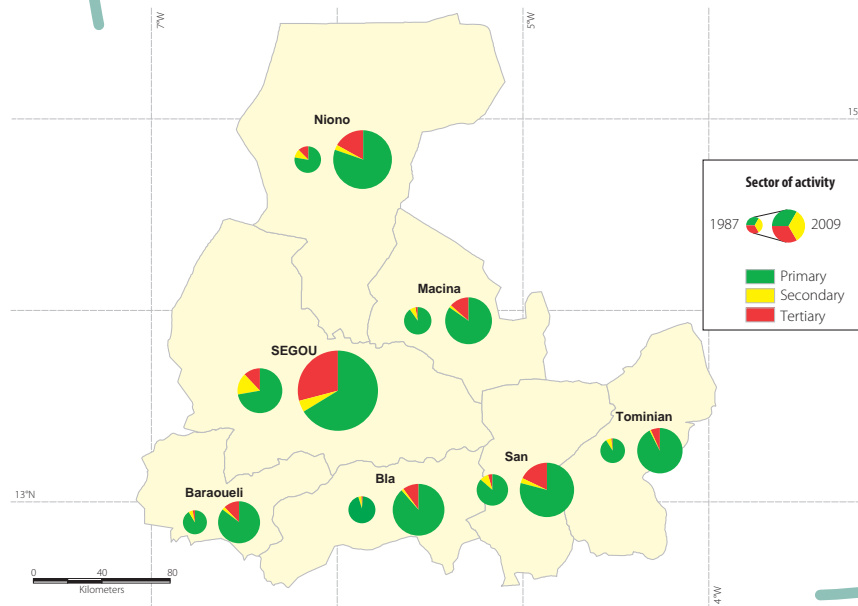 7°W
5°W
15
Niono
Sector of activity
1987
2009
Primary
Secondary
Tertiary
Macina
SEGOU
Tominian
San
Bla
Baraoueli
13°N
0 40 80
Kilometers
4°W